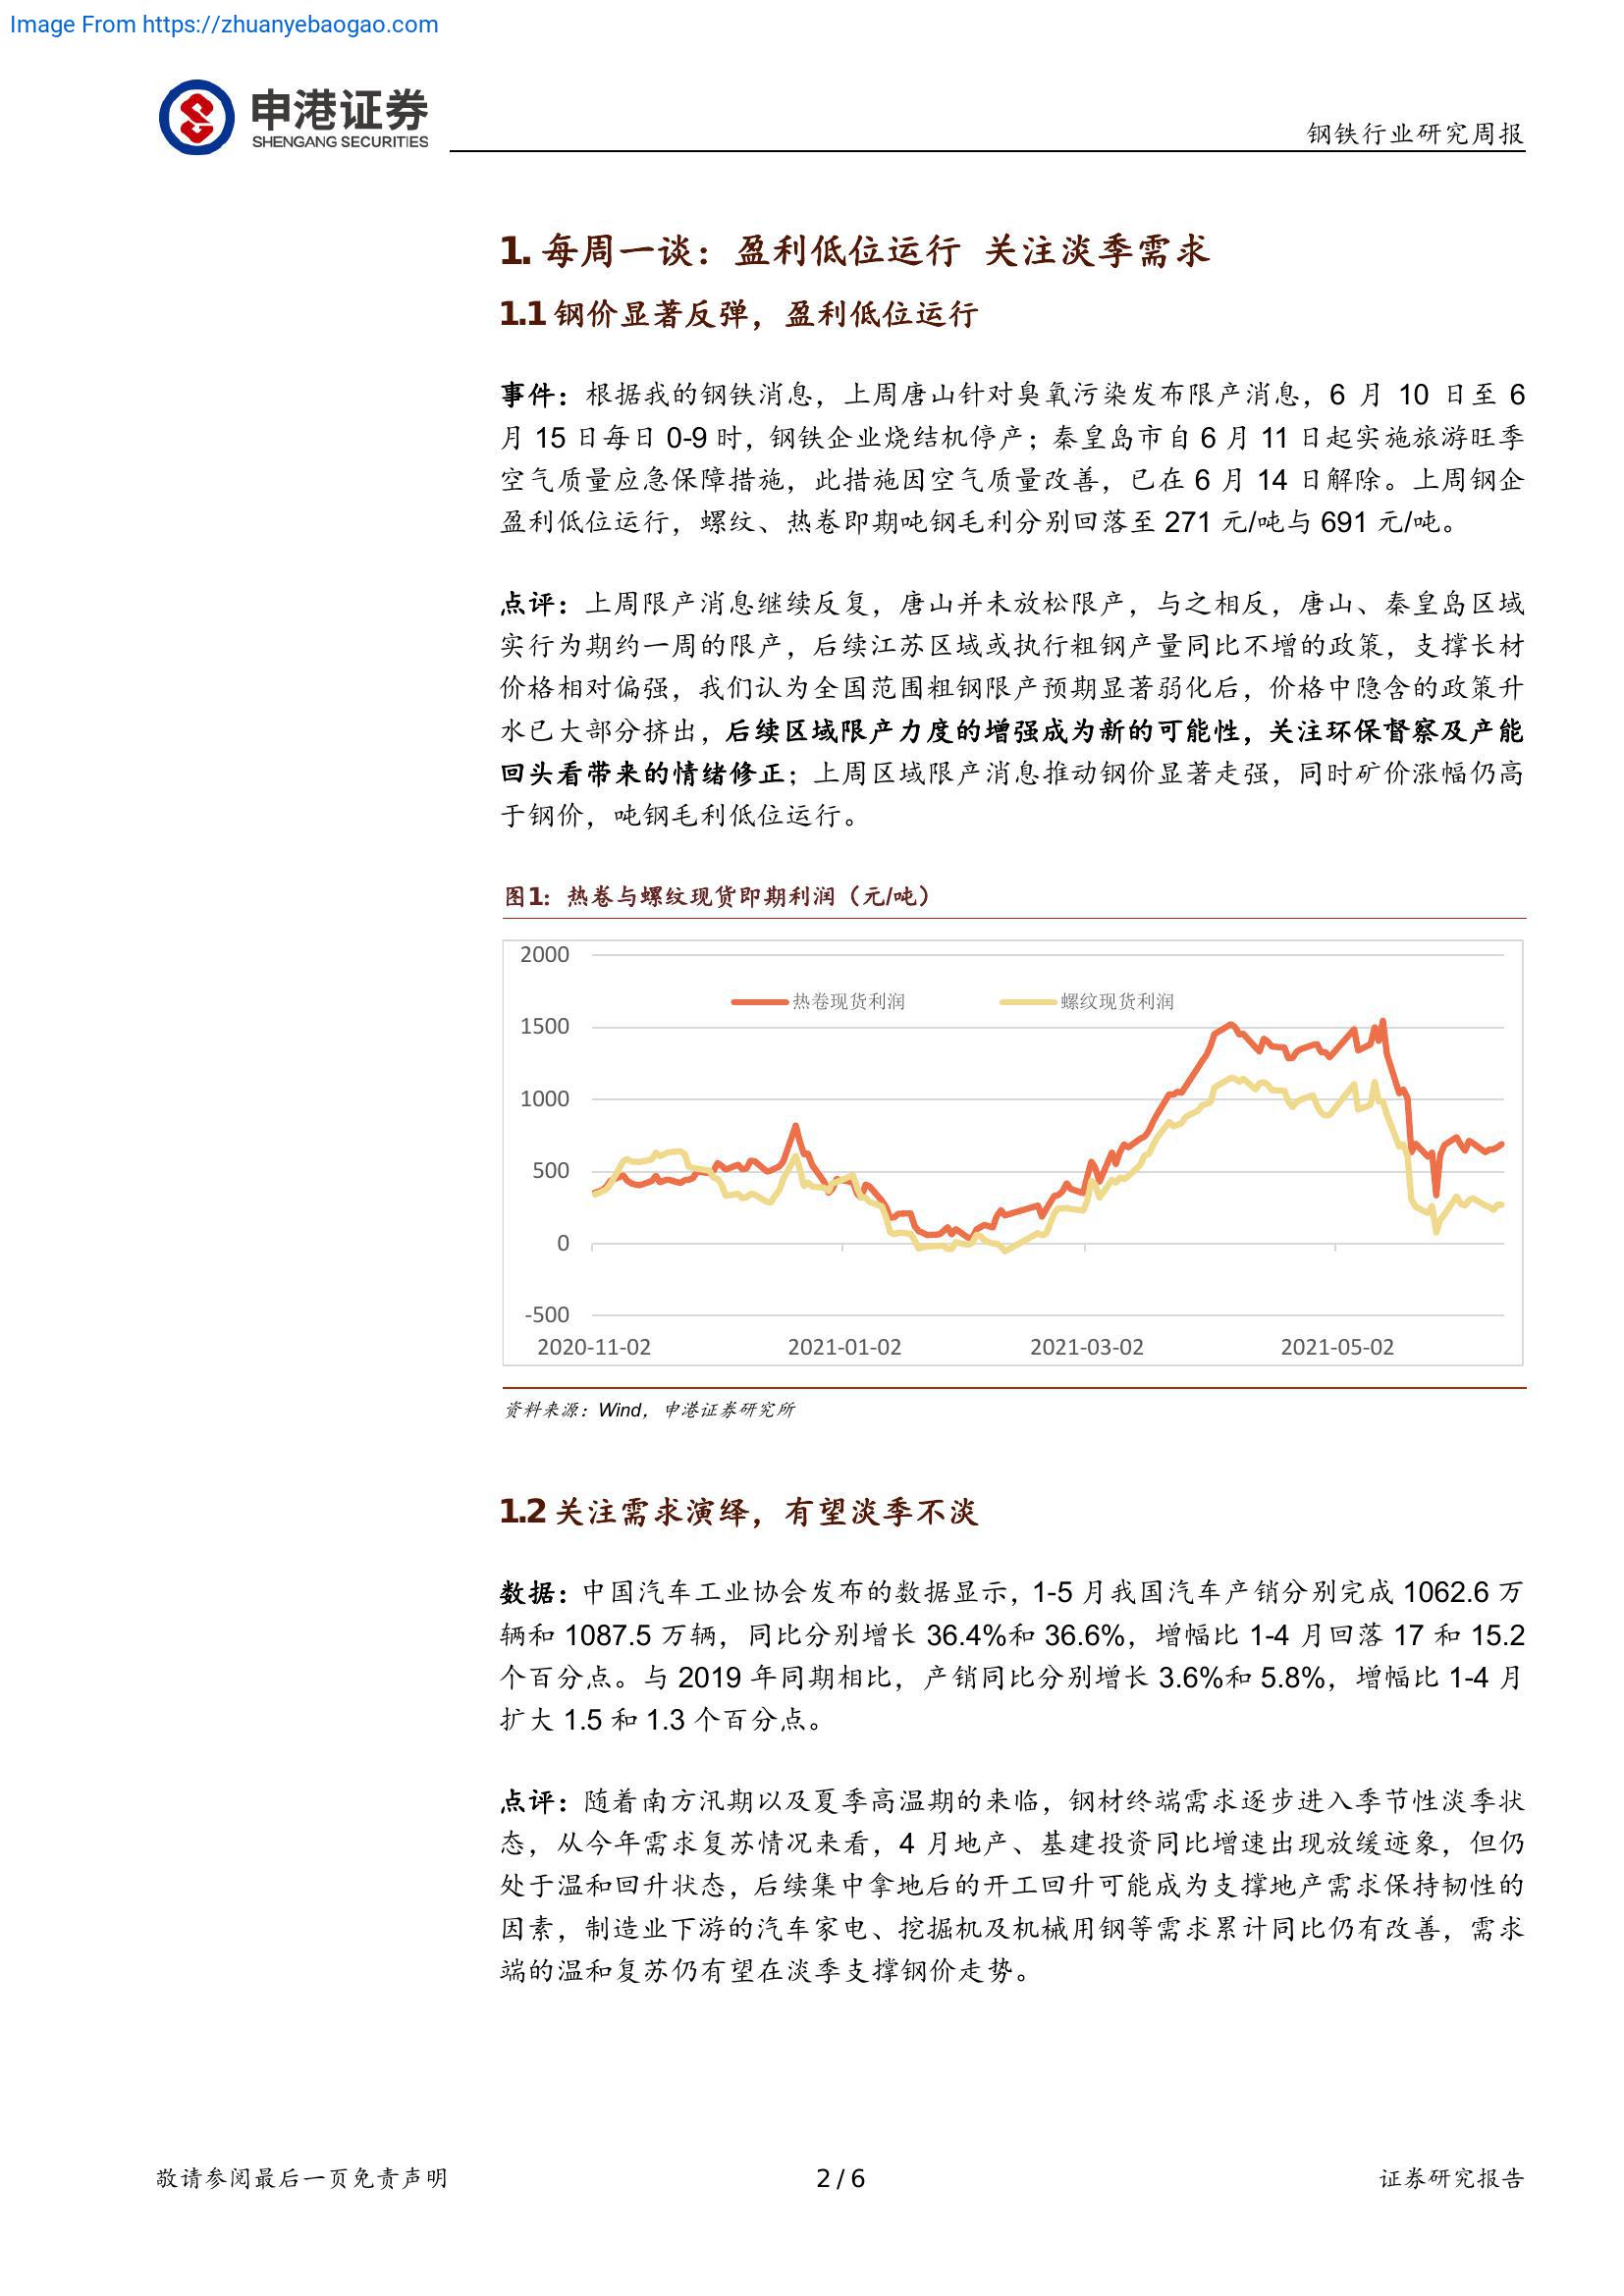 Image From https://zhuanyebaogao.com
申港证券
SHENGANG SECURITIES
钢铁行业研究周报
1. 每周一谈：盈利低位运行 关注淡季需求
1.1 钢价显著反弹，盈利低位运行
事件：根据我的钢铁消息，上周唐山针对臭氧污染发布限产消息，6 月 10 日至 6
月 15 日每日 0-9 时，钢铁企业烧结机停产；秦皇岛市自 6 月 11 日起实施旅游旺季
空气质量应急保障措施，此措施因空气质量改善，已在 6 月 14 日解除。上周钢企
盈利低位运行，螺纹、热卷即期吨钢毛利分别回落至 271 元/吨与 691 元/吨。
点评：上周限产消息继续反复，唐山并未放松限产，与之相反，唐山、秦皇岛区域
实行为期约一周的限产，后续江苏区域或执行粗钢产量同比不增的政策，支撑长材
价格相对偏强，我们认为全国范围粗钢限产预期显著弱化后，价格中隐含的政策升
水已大部分挤出，后续区域限产力度的增强成为新的可能性，关注环保督察及产能
回头看带来的情绪修正；上周区域限产消息推动钢价显著走强，同时矿价涨幅仍高
于钢价，吨钢毛利低位运行。
图1：热卷与螺纹现货即期利润（元/吨）
2000
热卷现货利润 螺纹现货利润
1500
1000
500
0
-500
2020-11-02 2021-01-02 2021-03-02 2021-05-02
资料来源：Wind，申港证券研究所
1.2 关注需求演绎，有望淡季不淡
数据：中国汽车工业协会发布的数据显示，1-5 月我国汽车产销分别完成 1062.6 万
辆和 1087.5 万辆，同比分别增长 36.4%和 36.6%，增幅比 1-4 月回落 17 和 15.2
个百分点。与 2019 年同期相比，产销同比分别增长 3.6%和 5.8%，增幅比 1-4 月
扩大 1.5 和 1.3 个百分点。
点评：随着南方汛期以及夏季高温期的来临，钢材终端需求逐步进入季节性淡季状
态，从今年需求复苏情况来看，4 月地产、基建投资同比增速出现放缓迹象，但仍
处于温和回升状态，后续集中拿地后的开工回升可能成为支撑地产需求保持韧性的
因素，制造业下游的汽车家电、挖掘机及机械用钢等需求累计同比仍有改善，需求
端的温和复苏仍有望在淡季支撑钢价走势。
敬请参阅最后一页免责声明 2 / 6 证券研究报告